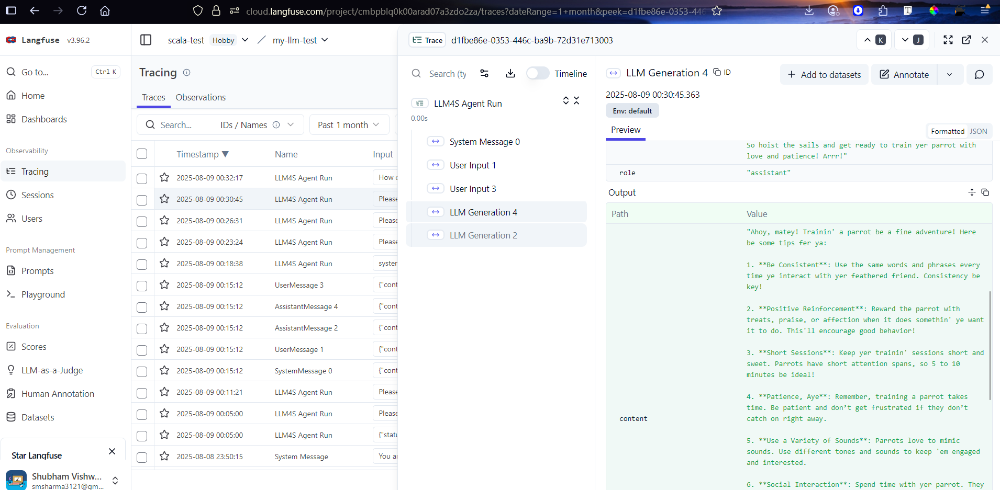 cloud.langfuse.com/project/cmbpblq0k00arad07a3zdo2za/traces?dateRange=1+month&peek=d1fbe86e-0353-446
Langfuse v3.96.2
scala-test Hobby my-llm-test
Trace d1fbe86e-0353-446c-ba9b-72d31e713003
K
J
Go to...
Ctrl K
Home
Dashboards
Observability
Tracing
Sessions
Users
Prompt Management
Prompts
Playground
Evaluation
Scores
LLM-as-a-Judge
Human Annotation
Datasets
Star Langfuse
Shubham Vishw...
smsharma3121@gm...
Tracing
Traces Observations
Search... IDs / Names
Past 1 month
Timestamp ▼ Name Input
2025-08-09 00:32:17 LLM4S Agent Run How
2025-08-09 00:30:45 LLM4S Agent Run Please
2025-08-09 00:26:31 LLM4S Agent Run Please
2025-08-09 00:23:24 LLM4S Agent Run Please
2025-08-09 00:18:38 LLM4S Agent Run syster
2025-08-09 00:15:12 UserMessage 3 {"cont
2025-08-09 00:15:12 AssistantMessage 4 {"cont
2025-08-09 00:15:12 AssistantMessage 2 {"cont
2025-08-09 00:15:12 UserMessage 1 {"cont
2025-08-09 00:15:12 SystemMessage 0 {"cont
2025-08-09 00:11:21 LLM4S Agent Run Please
2025-08-09 00:05:00 LLM4S Agent Run Please
2025-08-09 00:05:00 LLM4S Agent Run {"statu
2025-08-08 23:50:15 System Message You
Search (ty
Timeline
LLM4S Agent Run
0.00s
System Message 0
User Input 1
User Input 3
LLM Generation 4
LLM Generation 2
LLM Generation 4 ID
Add to datasets
Annotate
2025-08-09 00:30:45.363
Env: default
Preview
Formatted JSON
So hoist the sails and get ready to train yer parrot with
love and patience! Arrr!"
role "assistant"
Output
Path Value
content
"Ahoy, matey! Trainin' a parrot be a fine adventure! Here
be some tips fer ya:
1. **Be Consistent**: Use the same words and phrases every
time ye interact with yer feathered friend. Consistency be
key!
2. **Positive Reinforcement**: Reward the parrot with
treats, praise, or affection when it does somethin' ye want
it to do. This'll encourage good behavior!
3. **Short Sessions**: Keep yer trainin' sessions short and
sweet. Parrots have short attention spans, so 5 to 10
minutes be ideal!
4. **Patience, Aye**: Remember, training a parrot takes
time. Be patient and don’t get frustrated if they don’t
catch on right away.
5. **Use a Variety of Sounds**: Parrots love to mimic
sounds. Use different tones and sounds to keep 'em engaged
and interested.
6. **Social Interaction**: Spend time with yer parrot. They